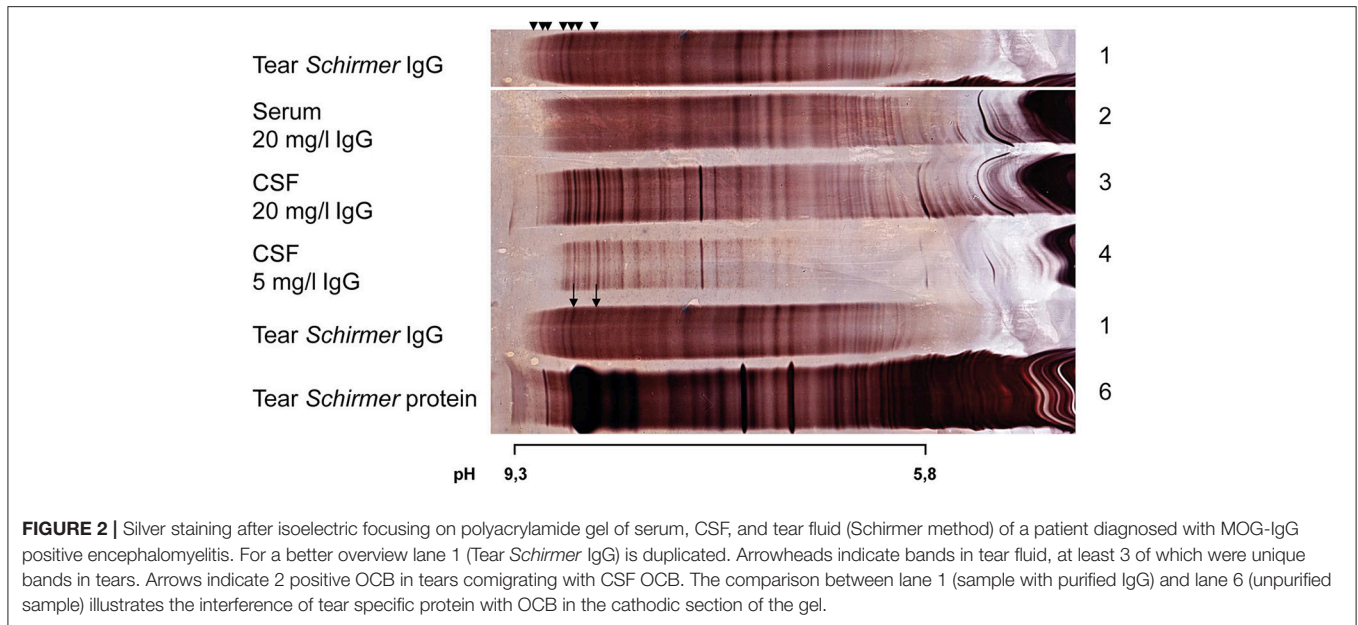 Tear Schirmer IgG
1
Serum
20 mg/l IgG
2
CSF
20 mg/l IgG
3
CSF
5 mg/l IgG
4
Tear Schirmer IgG
1
Tear Schirmer protein
6
pH
9,3
5,8
FIGURE 2 | Silver staining after isoelectric focusing on polyacrylamide gel of serum, CSF, and tear fluid (Schirmer method) of a patient diagnosed with MOG-IgG
positive encephalomyelitis. For a better overview lane 1 (Tear Schirmer IgG) is duplicated. Arrowheads indicate bands in tear fluid, at least 3 of which were unique
bands in tears. Arrows indicate 2 positive OCB in tears comigrating with CSF OCB. The comparison between lane 1 (sample with purified IgG) and lane 6 (unpurified
sample) illustrates the interference of tear specific protein with OCB in the cathodic section of the gel.